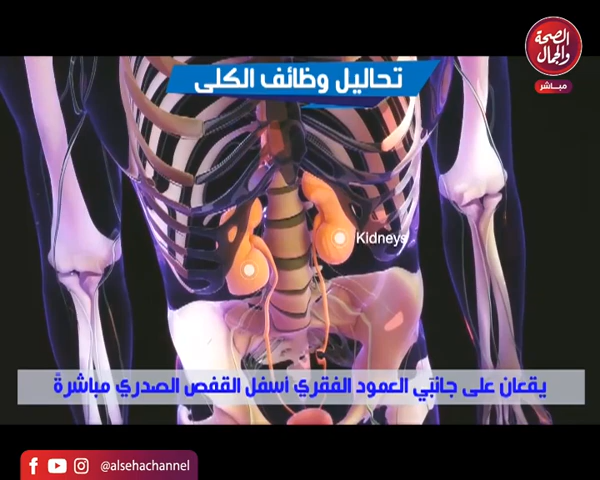 الصحة
والجمال
مباشر
تحاليل وظائف الكلى
Kidneys
يقعان على جانبي العمود الفقري أسفل القفص الصدري مباشرةً
@alsehachannel